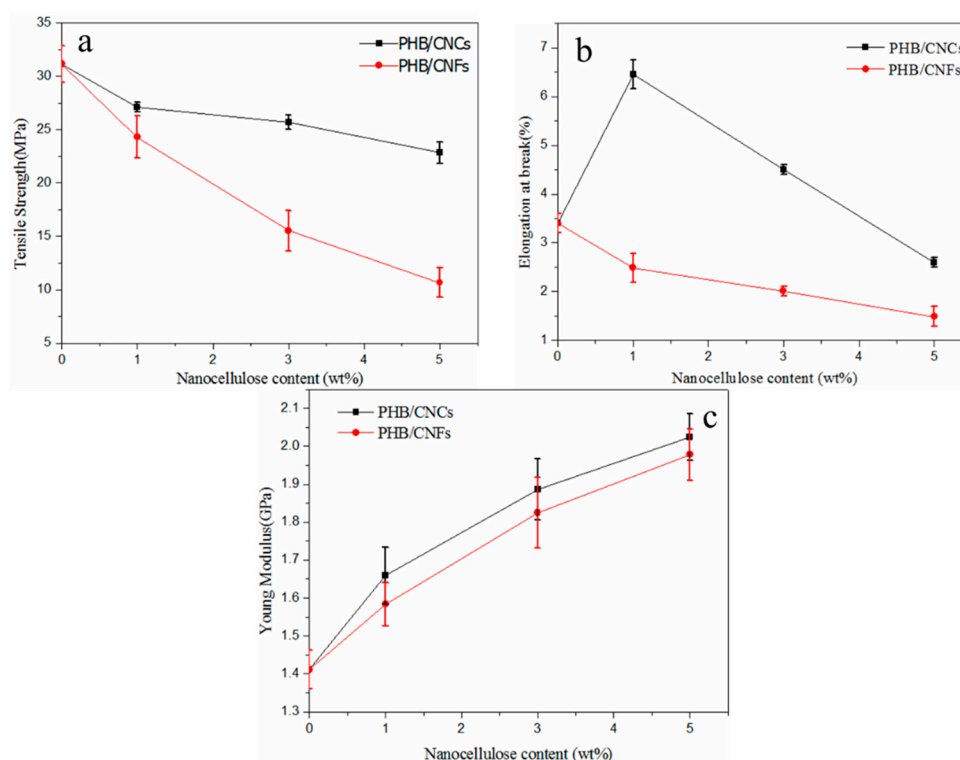 a
PHB/CNCs
PHB/CNFs
Tensile Strength(MPa)
35
30
25
20
15
10
5
0 1 2 3 4 5
Nanocellulose content (wt%)
b
PHB/CNCs
PHB/CNFs
Elongation at break(%)
7
6
5
4
3
2
1
0 1 2 3 4 5
Nanocellulose content (wt%)
c
PHB/CNCs
PHB/CNFs
Young Modulus(GPa)
2.1
2.0
1.9
1.8
1.7
1.6
1.5
1.4
1.3
0 1 2 3 4 5
Nanocellulose content (wt%)